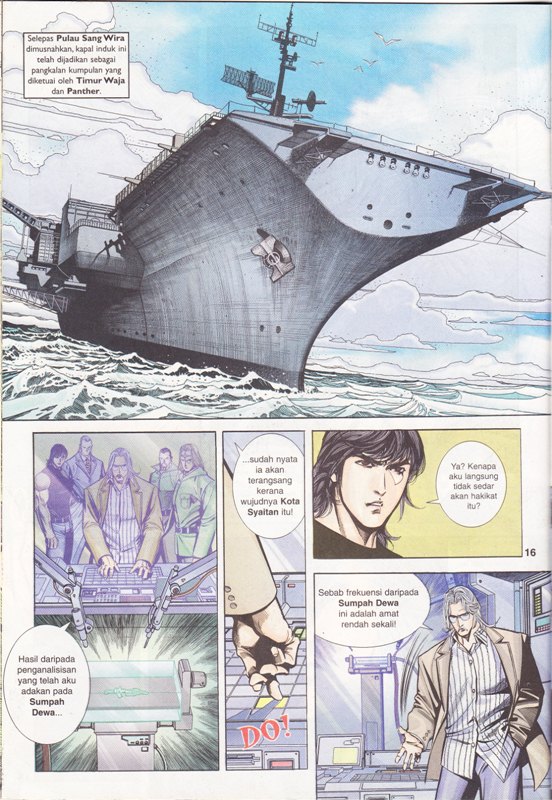 Selepas Pulau Sang Wira
dimusnahkan, kapal induk ini
telah dijadikan sebagai
pangkalan kumpulan yang
diketuai oleh Timur Waja
dan Panther.
...sudah nyata
ia akan
terangsang
kerana
wujudnya Kota
Syaitan itu!
Ya? Kenapa
aku langsung
tidak sedar
akan hakikat
itu?
16
Hasil daripada
penganalisisan
yang telah aku
adakan pada
Sumpah
Dewa...
DO!
Sebab frekuensi daripada
Sumpah Dewa
ini adalah amat
rendah sekali!